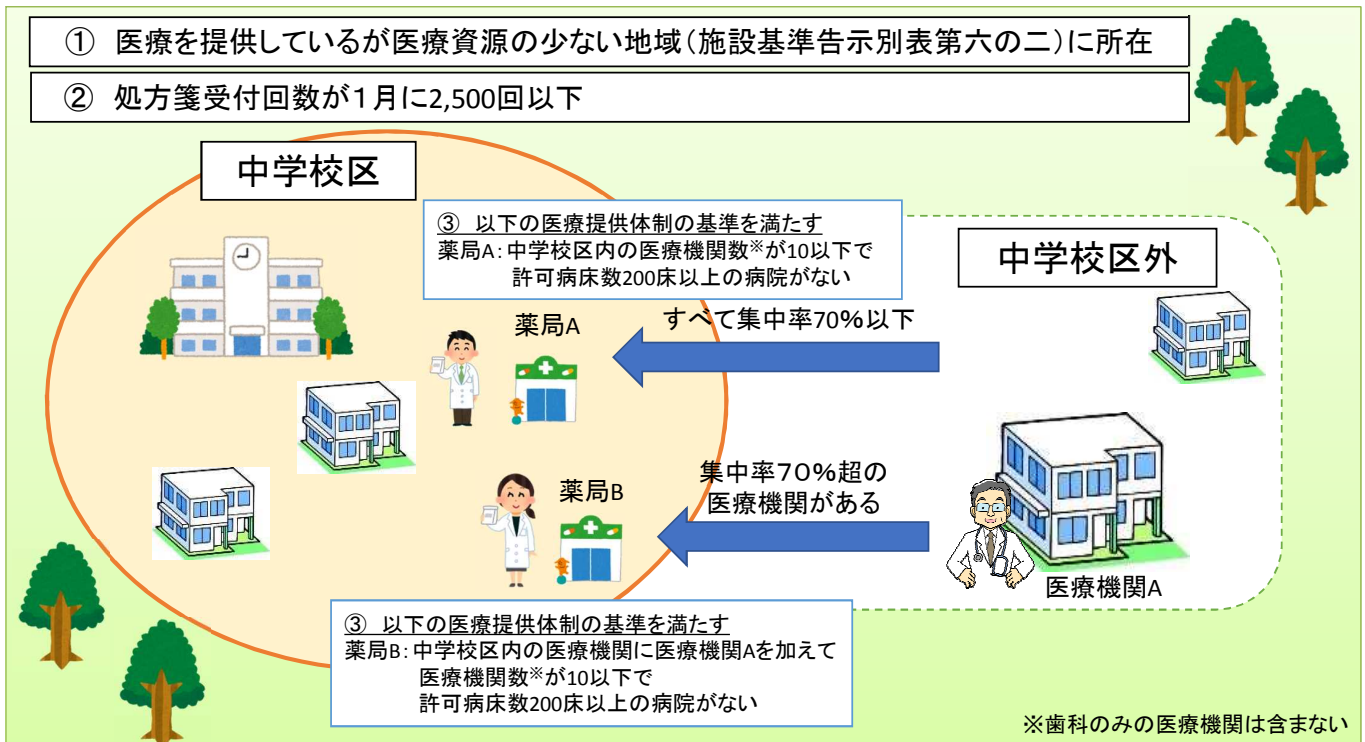 ① 医療を提供しているが医療資源の少ない地域（施設基準告示別表第六の二）に所在
② 処方箋受付回数が１月に2,500回以下
中学校区
③ 以下の医療提供体制の基準を満たす
薬局A：中学校区内の医療機関数※が10以下で
許可病床数200床以上の病院がない
中学校区外
薬局A
すべて集中率70％以下
薬局B
集中率７０％超の
医療機関がある
医療機関A
③ 以下の医療提供体制の基準を満たす
薬局B：中学校区内の医療機関に医療機関Aを加えて
医療機関数※が10以下で
許可病床数200床以上の病院がない
※歯科のみの医療機関は含まない